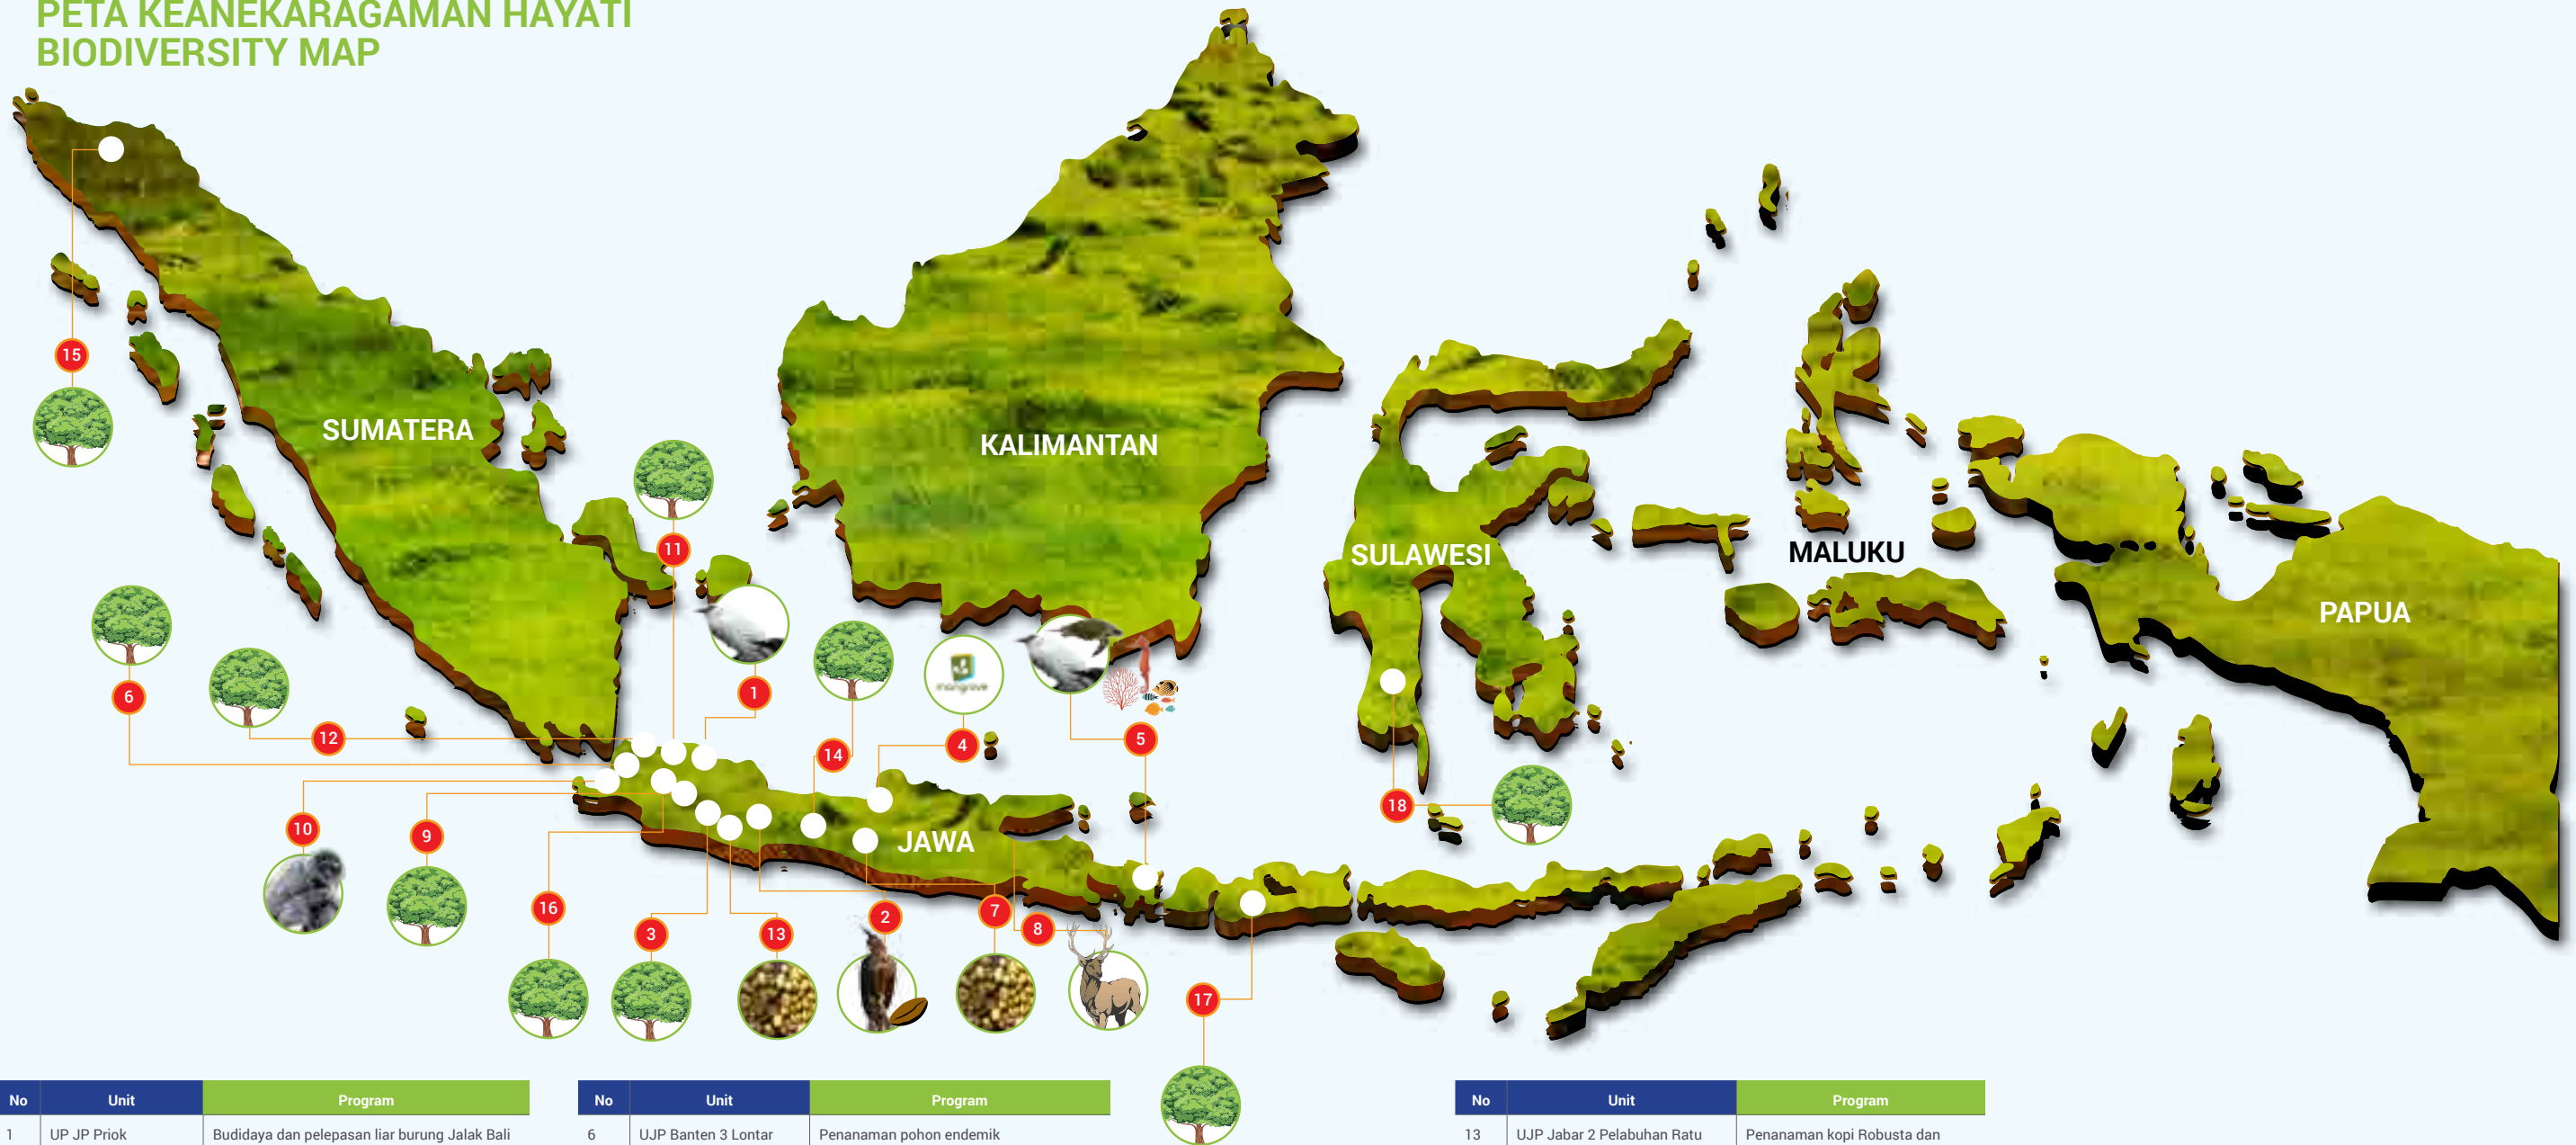 PETA KEANEKARAGAMAN HAYATI
BIODIVERSITY MAP
15
SUMATERA
KALIMANTAN
11
SULAWESI
MALUKU
PAPUA
6
1
12
14
4
mangrove
5
18
10
9
JAWA
16
3
13
2
7
8
17
No Unit Program
1 UP JP Priok Budidaya dan pelepasan liar burung Jalak Bali
No Unit Program
6 UJP Banten 3 Lontar Penanaman pohon endemik
No Unit Program
13 UJP Jabar 2 Pelabuhan Ratu Penanaman kopi Robusta dan